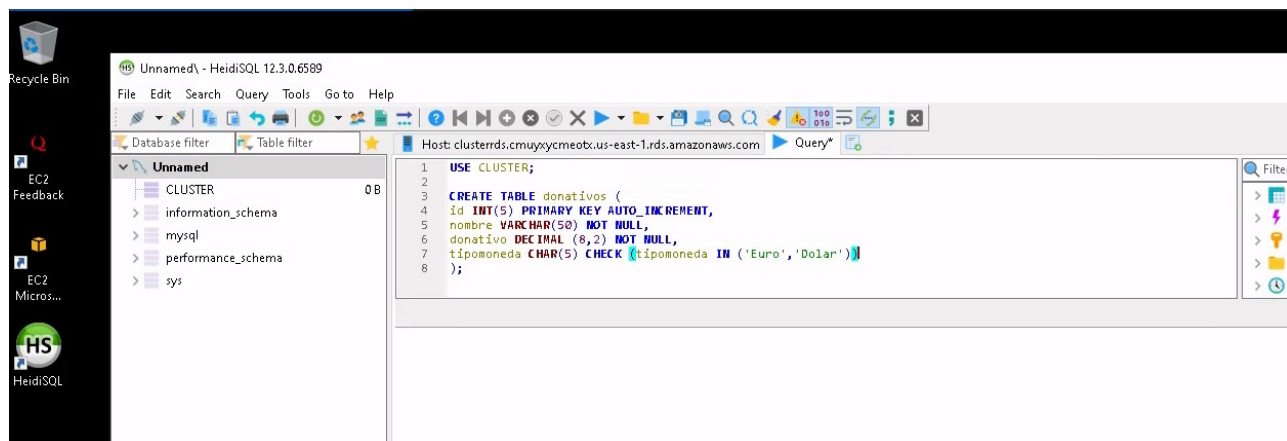 Recycle Bin
EC2
Feedback
EC2
Micros...
HS
HeidiSQL
HS Unnamed\ - HeidiSQL 12.3.0.6589
File Edit Search Query Tools Go to Help
Database filter Table filter
Host: clusterrds.cmuyxycmeotx.us-east-1.rds.amazonaws.com Query*
Unnamed
CLUSTER 0 B
information_schema
mysql
performance_schema
sys
1 USE CLUSTER;
2
3 CREATE TABLE donativos (
4 id INT(5) PRIMARY KEY AUTO_INCREMENT,
5 nombre VARCHAR(50) NOT NULL,
6 donativo DECIMAL (8,2) NOT NULL,
7 tipomoneda CHAR(5) CHECK (tipomoneda IN ('Euro','Dolar'))
8 );
Filte